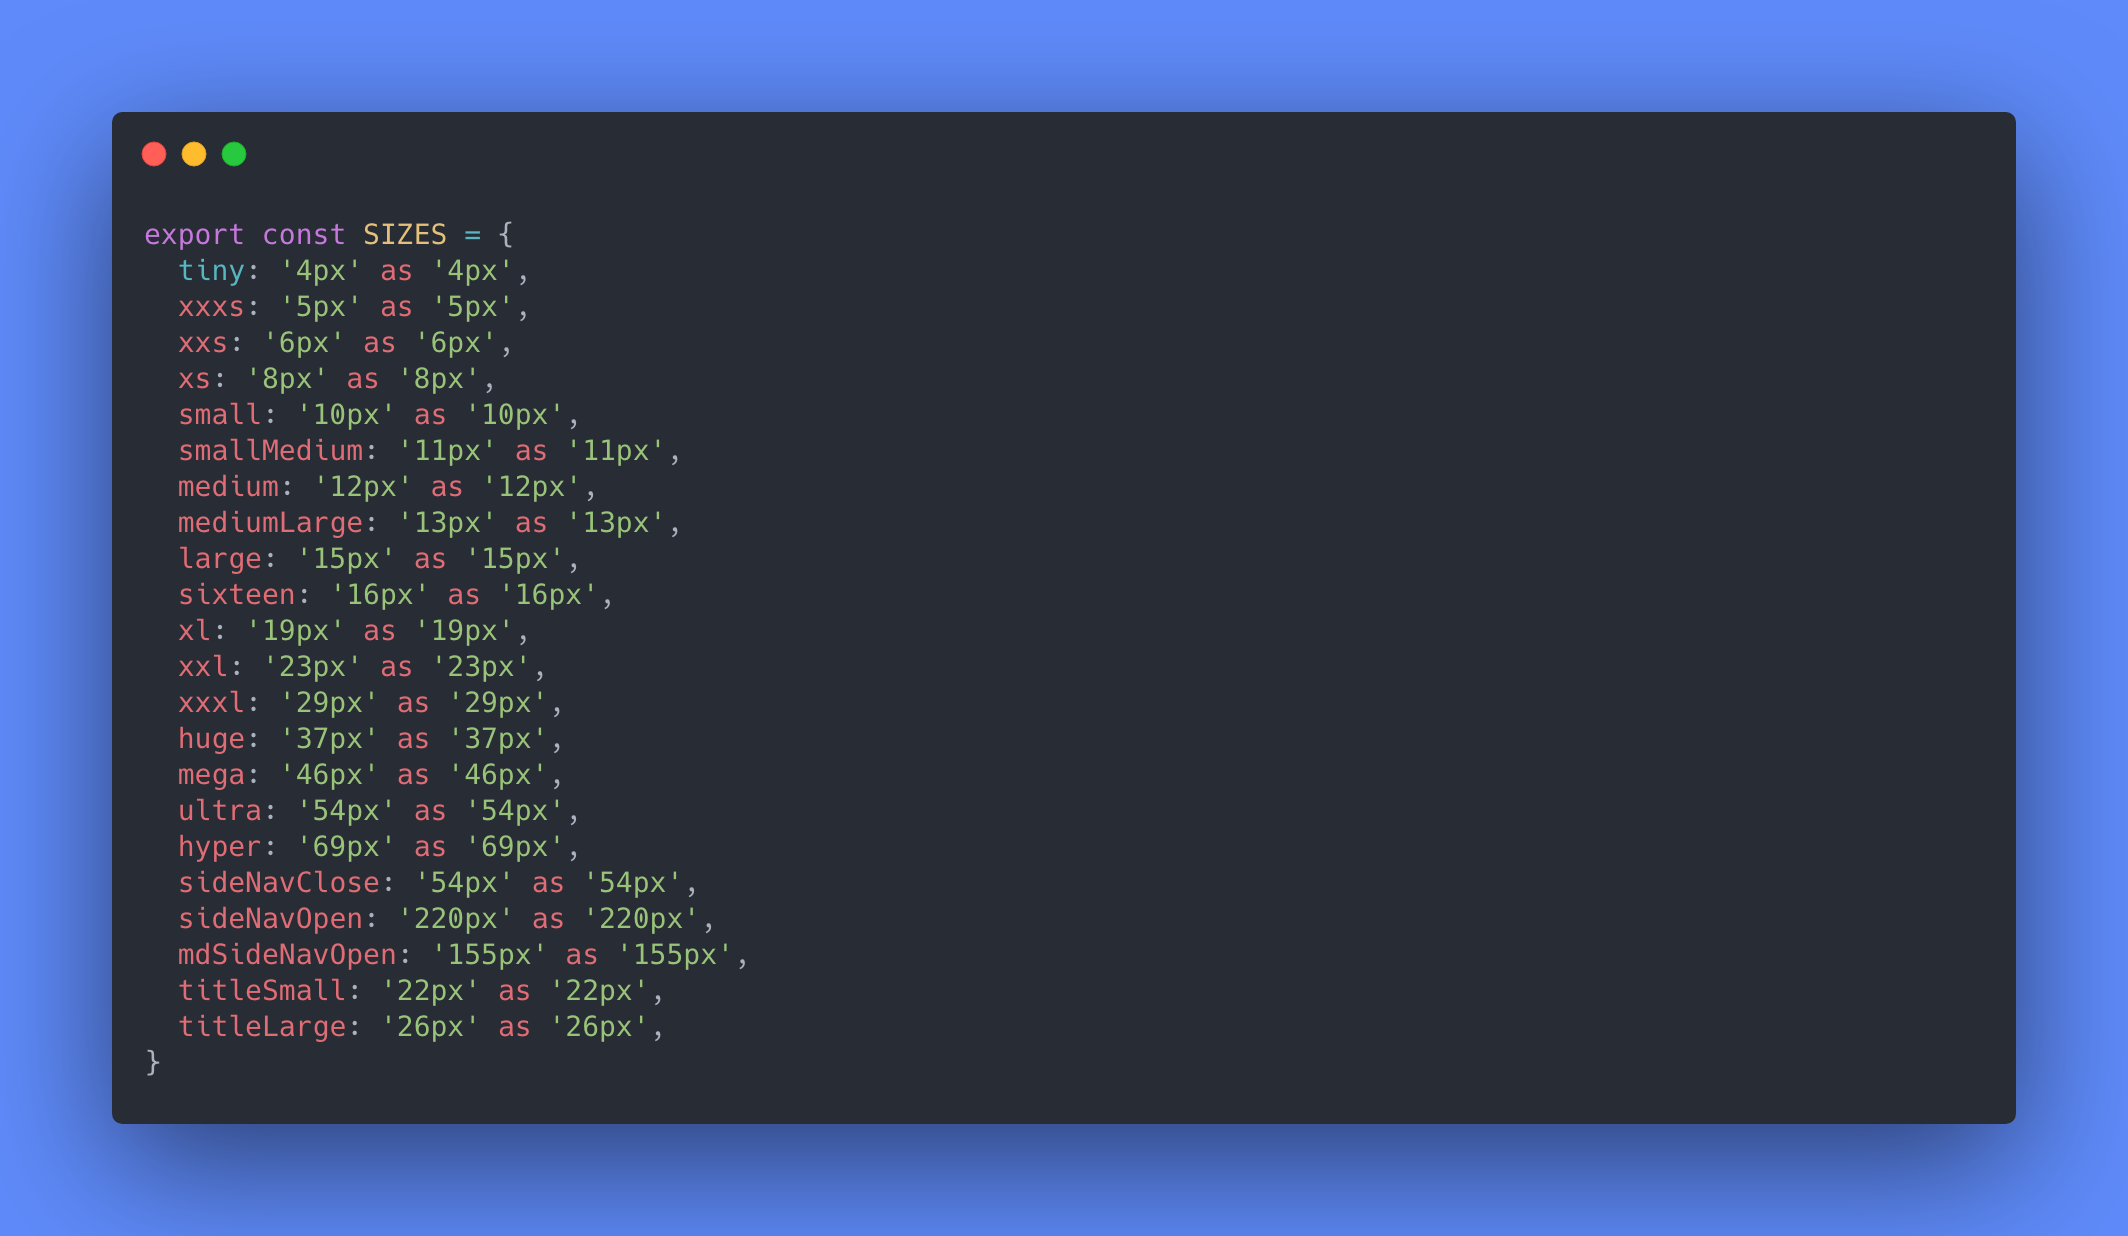 export const SIZES = {
  tiny: '4px' as '4px',
  xxxs: '5px' as '5px',
  xxs: '6px' as '6px',
  xs: '8px' as '8px',
  small: '10px' as '10px',
  smallMedium: '11px' as '11px',
  medium: '12px' as '12px',
  mediumLarge: '13px' as '13px',
  large: '15px' as '15px',
  sixteen: '16px' as '16px',
  xl: '19px' as '19px',
  xxl: '23px' as '23px',
  xxxl: '29px' as '29px',
  huge: '37px' as '37px',
  mega: '46px' as '46px',
  ultra: '54px' as '54px',
  hyper: '69px' as '69px',
  sideNavClose: '54px' as '54px',
  sideNavOpen: '220px' as '220px',
  mdSideNavOpen: '155px' as '155px',
  titleSmall: '22px' as '22px',
  titleLarge: '26px' as '26px',
}